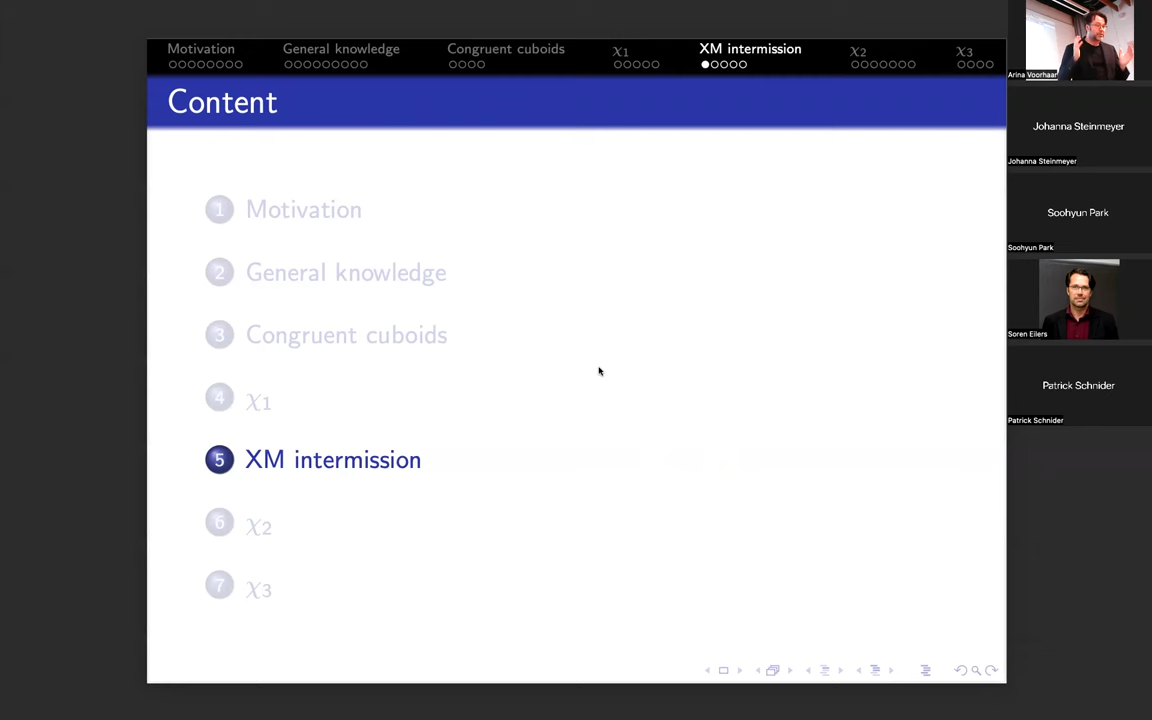 Motivation General knowledge Congruent cuboids χ1 XM intermission χ2 χ3
Content
1 Motivation
2 General knowledge
3 Congruent cuboids
4 χ1
5 XM intermission
6 χ2
7 χ3
Arina Voorhaar
Johanna Steinmeyer
Johanna Steinmeyer
Soohyun Park
Soohyun Park
Soren Eilers
Patrick Schnider
Patrick Schnider